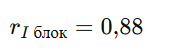 r_{I блок} = 0,88